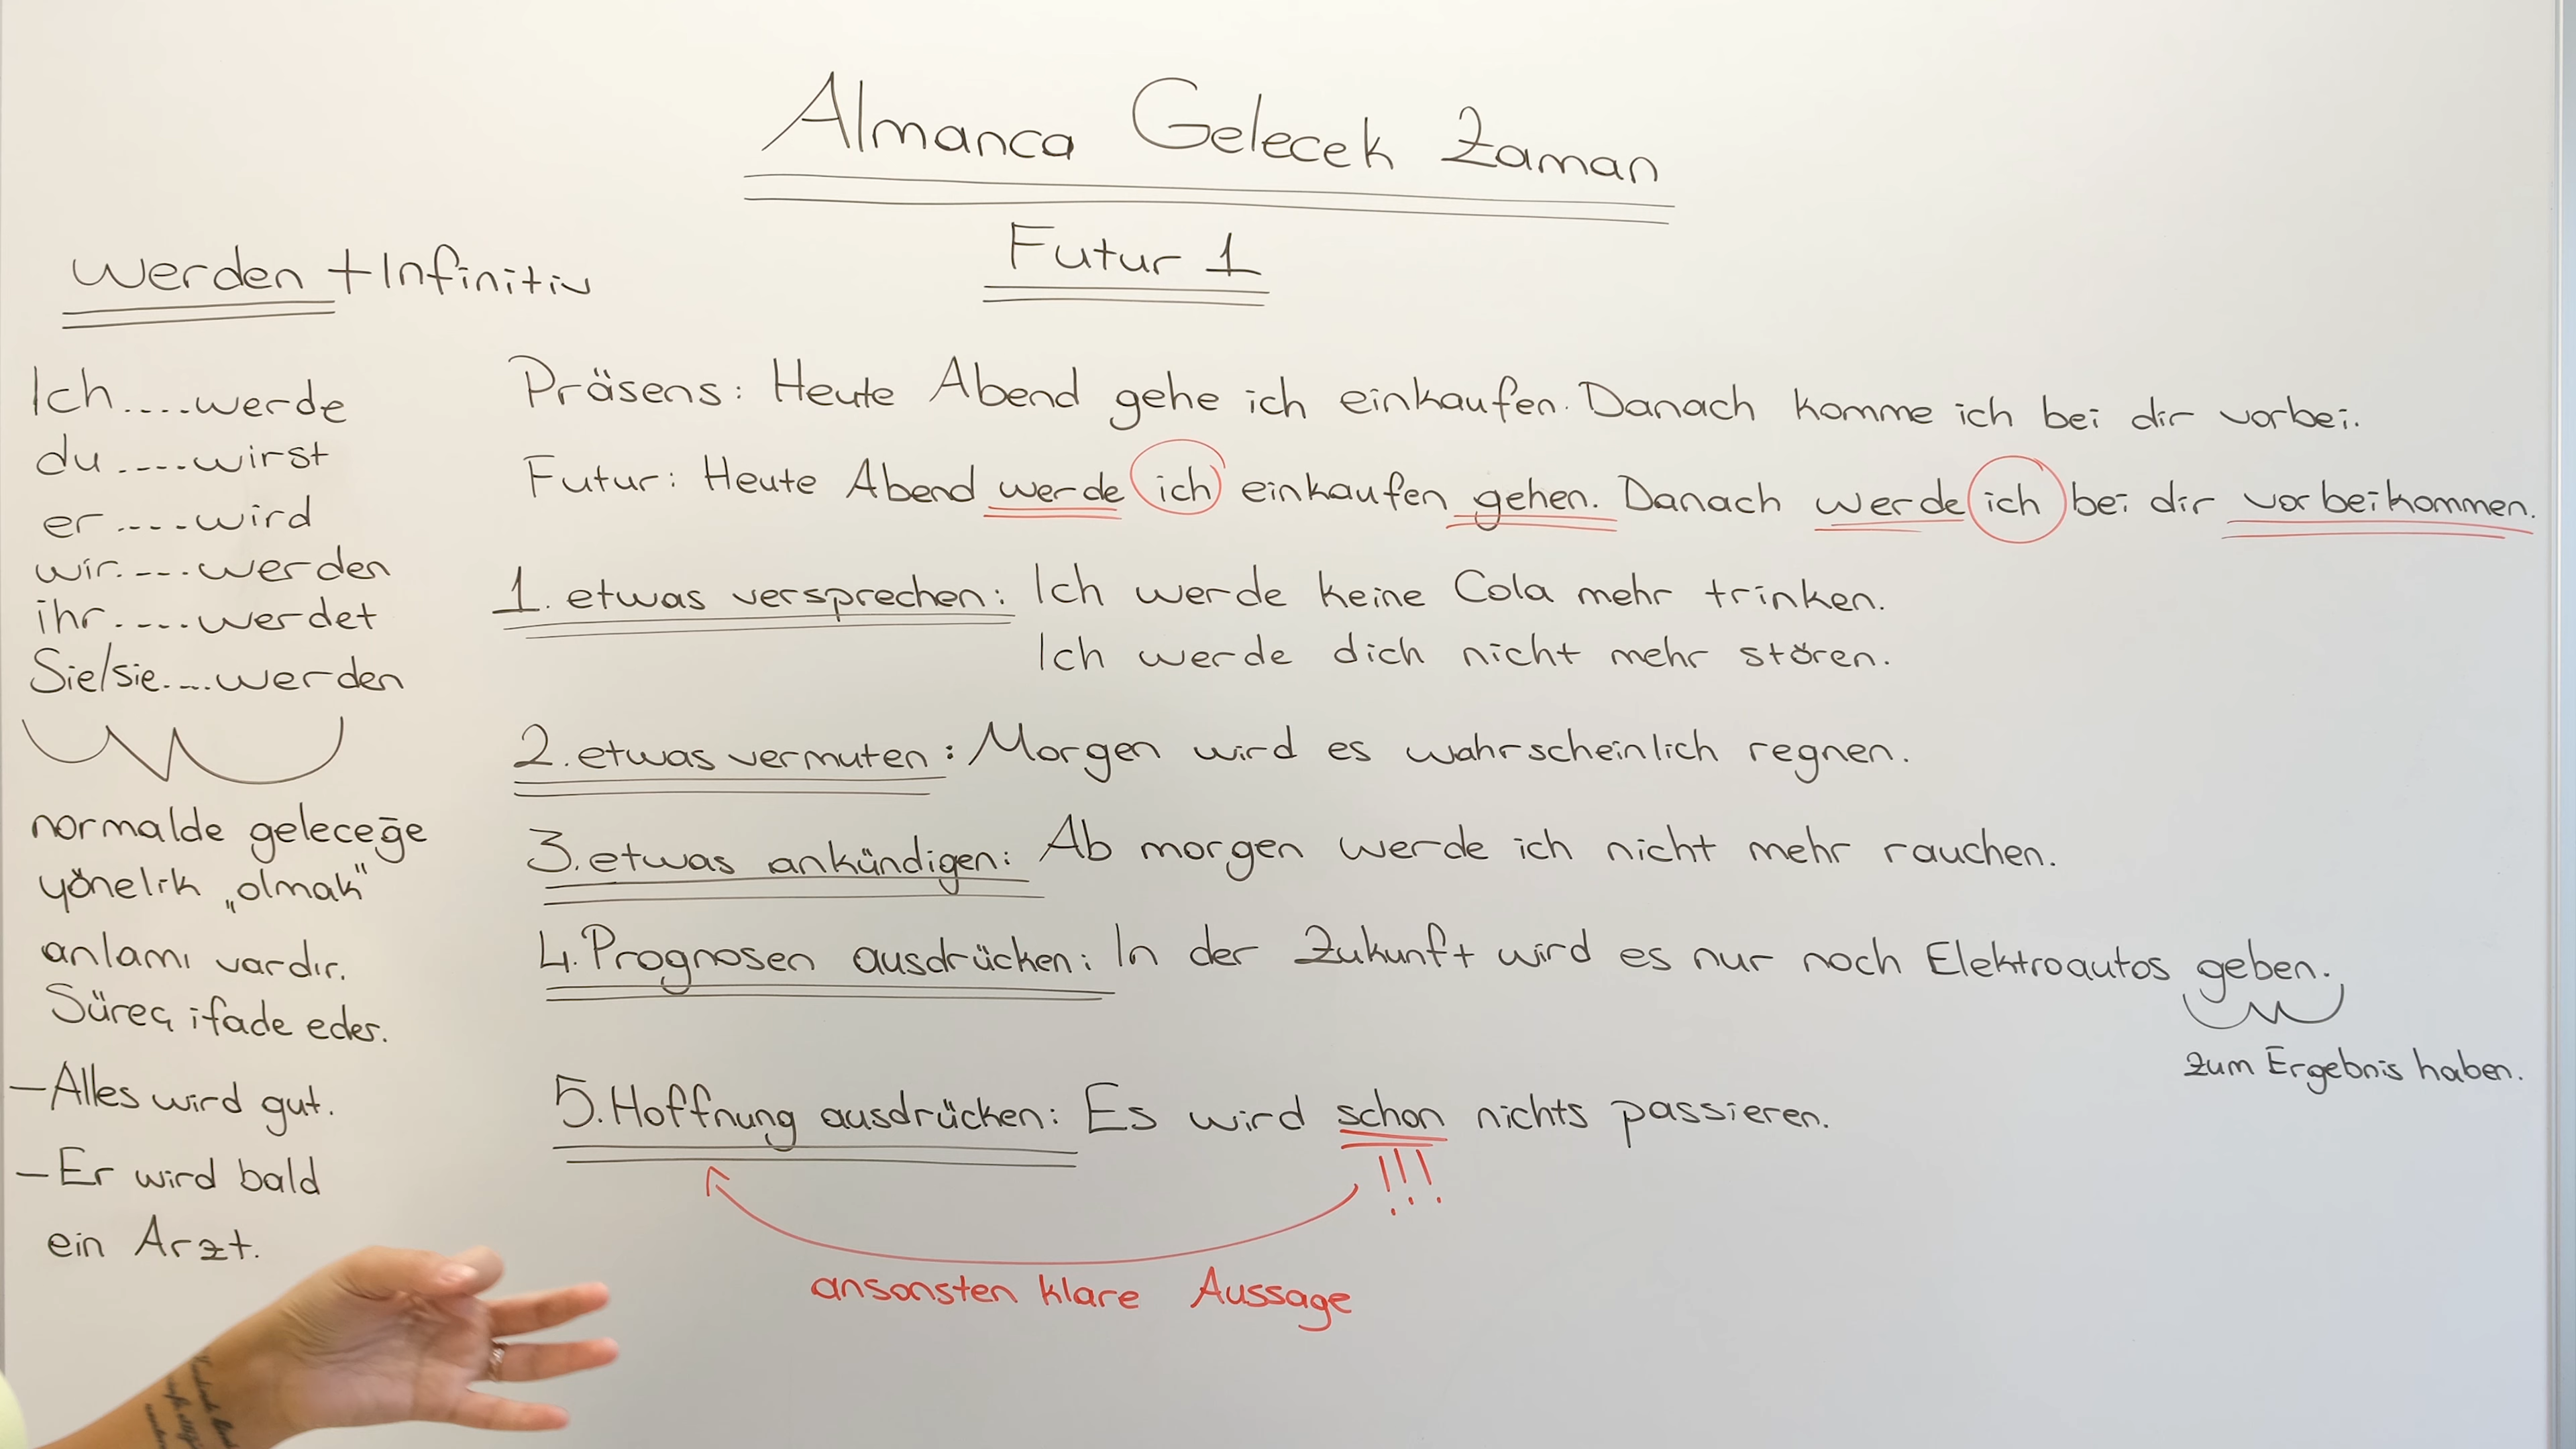 Almanca Gelecek Zaman
Futur 1
werden + Infinitiv
Ich....werde
du.----wirst
er.----wird
wir.---.werden
ihr.---.werdet
Sie/sie.-..werden
normalde geleceğe
yönelik „olmak"
anlamı vardır.
Süreç ifade eder.
-Alles wird gut.
-Er wird bald
ein Arzt.
Präsens: Heute Abend gehe ich einkaufen. Danach komme ich bei dir vorbei.
Futur: Heute Abend werde ich einkaufen gehen. Danach werde ich bei dir vorbeikommen.
1. etwas versprechen: Ich werde keine Cola mehr trinken.
Ich werde dich nicht mehr stören.
2. etwas vermuten: Morgen wird es wahrscheinlich regnen.
3. etwas ankündigen: Ab morgen werde ich nicht mehr rauchen.
4. Prognosen ausdrücken: In der Zukunft wird es nur noch Elektroautos geben.
zum Ergebnis haben.
5. Hoffnung ausdrücken: Es wird schon nichts passieren.
!!!
ansonsten klare Aussage